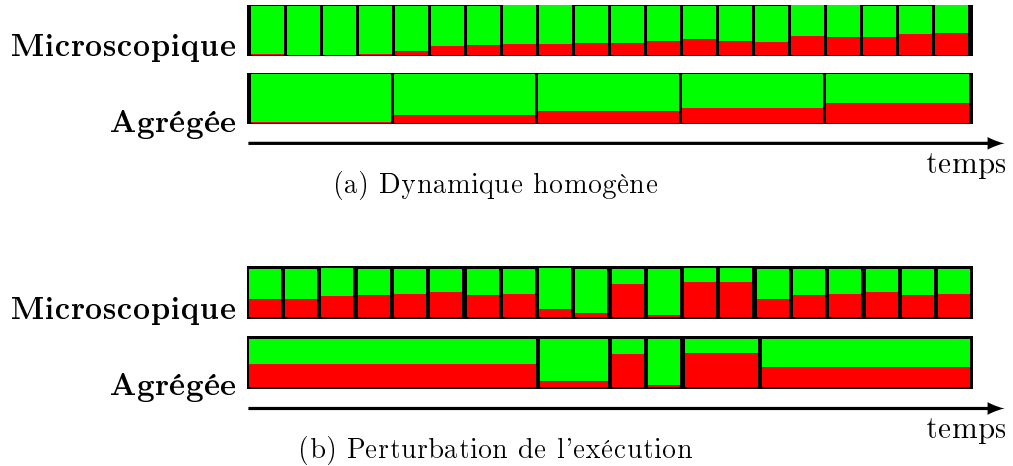 Microscopique
Agrégée
temps
(a) Dynamique homogène
Microscopique
Agrégée
temps
(b) Perturbation de l'exécution